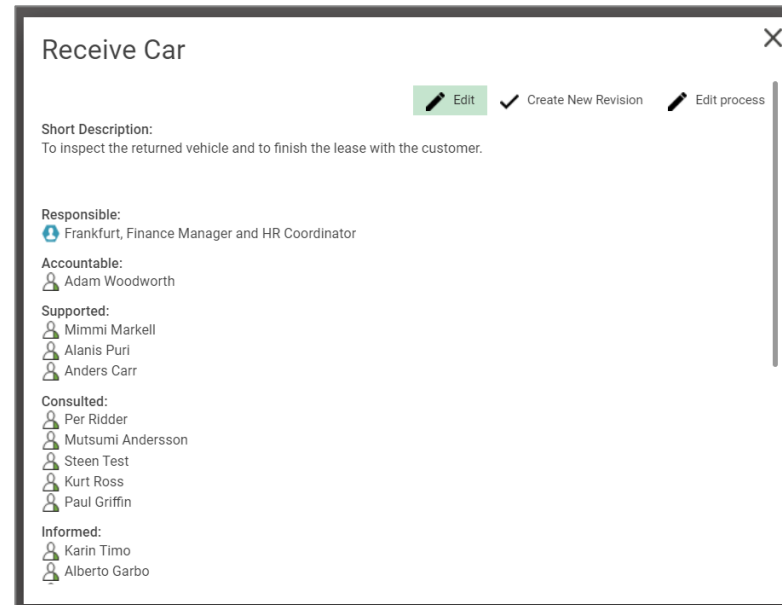 Receive Car
Edit
Create New Revision
Edit process
Short Description:
To inspect the returned vehicle and to finish the lease with the customer.
Responsible:
Frankfurt, Finance Manager and HR Coordinator
Accountable:
Adam Woodworth
Supported:
Mimmi Markell
Alanis Puri
Anders Carr
Consulted:
Per Ridder
Mutsumi Andersson
Steen Test
Kurt Ross
Paul Griffin
Informed:
Karin Timo
Alberto Garbo